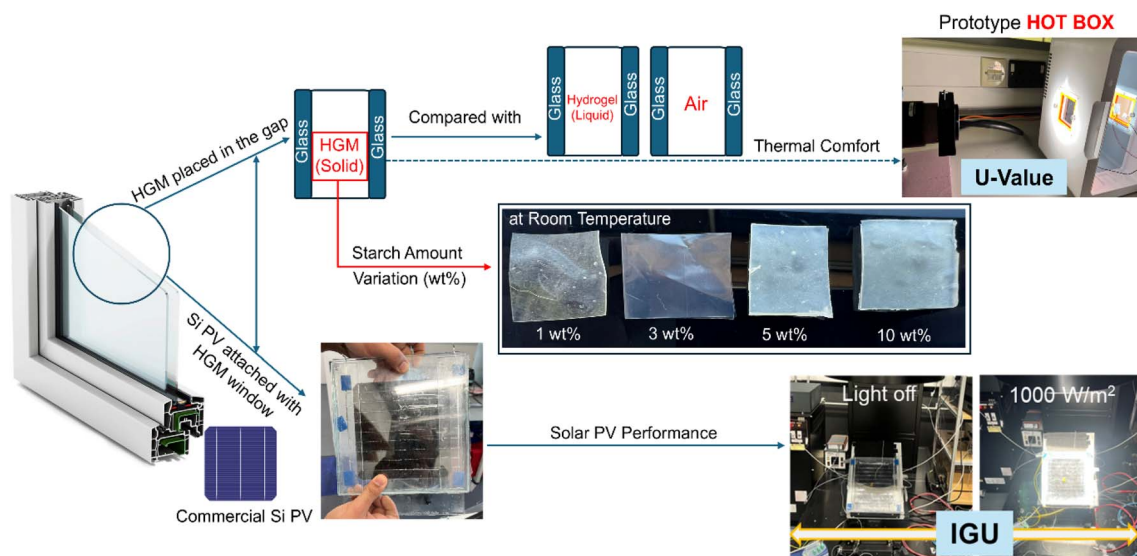 Prototype HOT BOX
Glass
HGM
(Solid)
Glass
HGM placed in the gap
Compared with
Glass
Hydrogel
(Liquid)
Glass
Glass
Air
Glass
Thermal Comfort
U-Value
Starch Amount
Variation (wt%)
at Room Temperature
1 wt%
3 wt%
5 wt%
10 wt%
Si PV attached with
HGM window
Commercial Si PV
Solar PV Performance
Light off
1000 W/m²
IGU